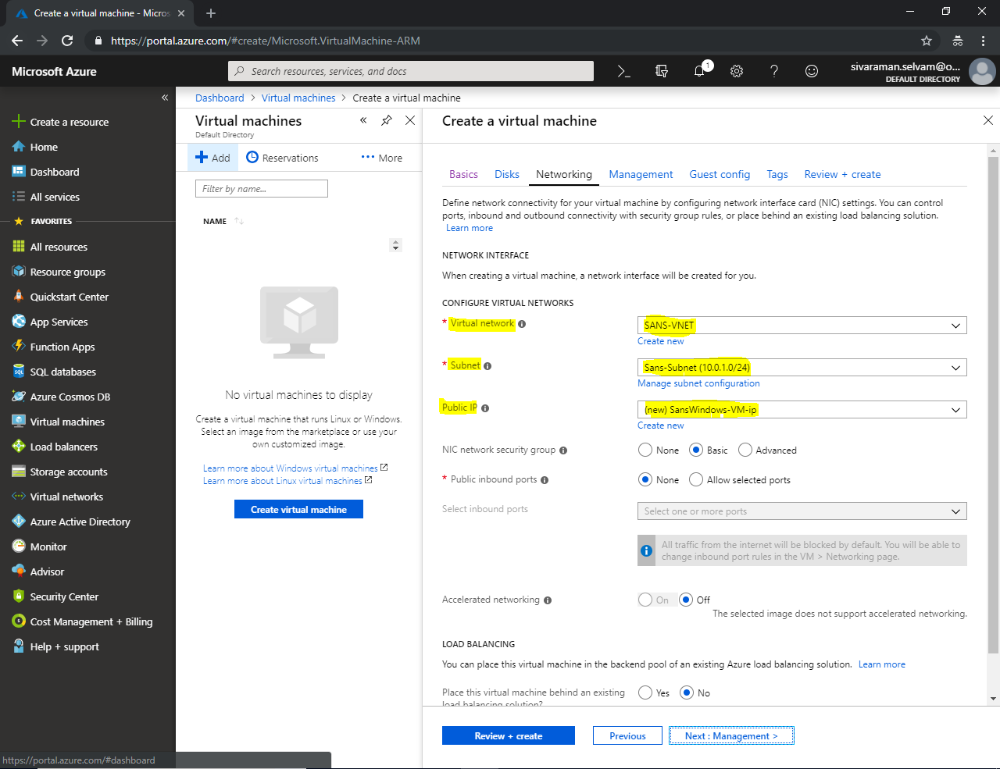 Create a virtual machine - Micros
https://portal.azure.com/#create/Microsoft.VirtualMachine-ARM
Microsoft Azure
Search resources, services, and docs
1
sivaraman.selvam@o...
DEFAULT DIRECTORY
Create a resource
Home
Dashboard
All services
FAVORITES
All resources
Resource groups
Quickstart Center
App Services
Function Apps
SQL databases
Azure Cosmos DB
Virtual machines
Load balancers
Storage accounts
Virtual networks
Azure Active Directory
Monitor
Advisor
Security Center
Cost Management + Billing
Help + support
https://portal.azure.com/#dashboard
Dashboard > Virtual machines > Create a virtual machine
Virtual machines
Default Directory
Add
Reservations
More
Filter by name...
NAME
No virtual machines to display
Create a virtual machine that runs Linux or Windows.
Select an image from the marketplace or use your
own customized image.
Learn more about Windows virtual machines
Learn more about Linux virtual machines
Create virtual machine
Create a virtual machine
Basics Disks Networking Management Guest config Tags Review + create
Define network connectivity for your virtual machine by configuring network interface card (NIC) settings. You can control
ports, inbound and outbound connectivity with security group rules, or place behind an existing load balancing solution.
Learn more
NETWORK INTERFACE
When creating a virtual machine, a network interface will be created for you.
CONFIGURE VIRTUAL NETWORKS
* Virtual network
SANS-VNET
Create new
* Subnet
Sans-Subnet (10.0.1.0/24)
Manage subnet configuration
Public IP
(new) SansWindows-VM-ip
Create new
NIC network security group
None Basic Advanced
* Public inbound ports
None Allow selected ports
Select inbound ports
Select one or more ports
All traffic from the internet will be blocked by default. You will be able to
change inbound port rules in the VM > Networking page.
Accelerated networking
On Off
The selected image does not support accelerated networking.
LOAD BALANCING
You can place this virtual machine in the backend pool of an existing Azure load balancing solution. Learn more
Place this virtual machine behind an existing
load balancing solution?
Yes No
Review + create
Previous
Next : Management >